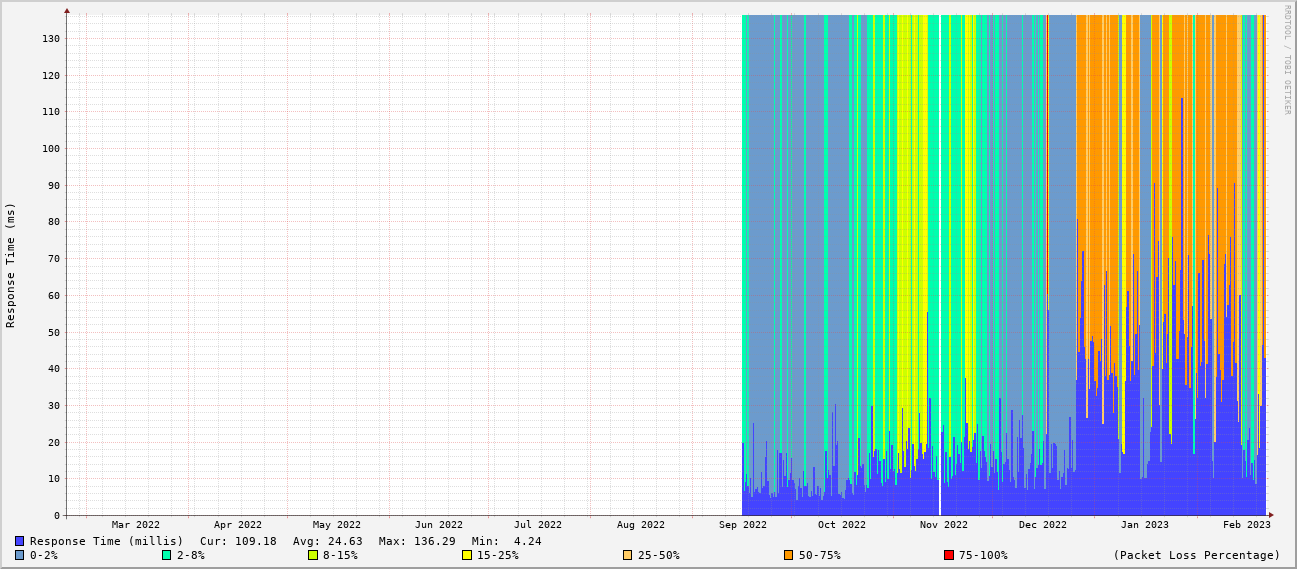 RRDTOOL / TOBI OETIKER
Response Time (ms)
130
120
110
100
90
80
70
60
50
40
30
20
10
0
Mar 2022 Apr 2022 May 2022 Jun 2022 Jul 2022 Aug 2022 Sep 2022 Oct 2022 Nov 2022 Dec 2022 Jan 2023 Feb 2023
Response Time (millis) Cur: 109.18 Avg: 24.63 Max: 136.29 Min: 4.24
0-2% 2-8% 8-15% 15-25% 25-50% 50-75% 75-100% (Packet Loss Percentage)